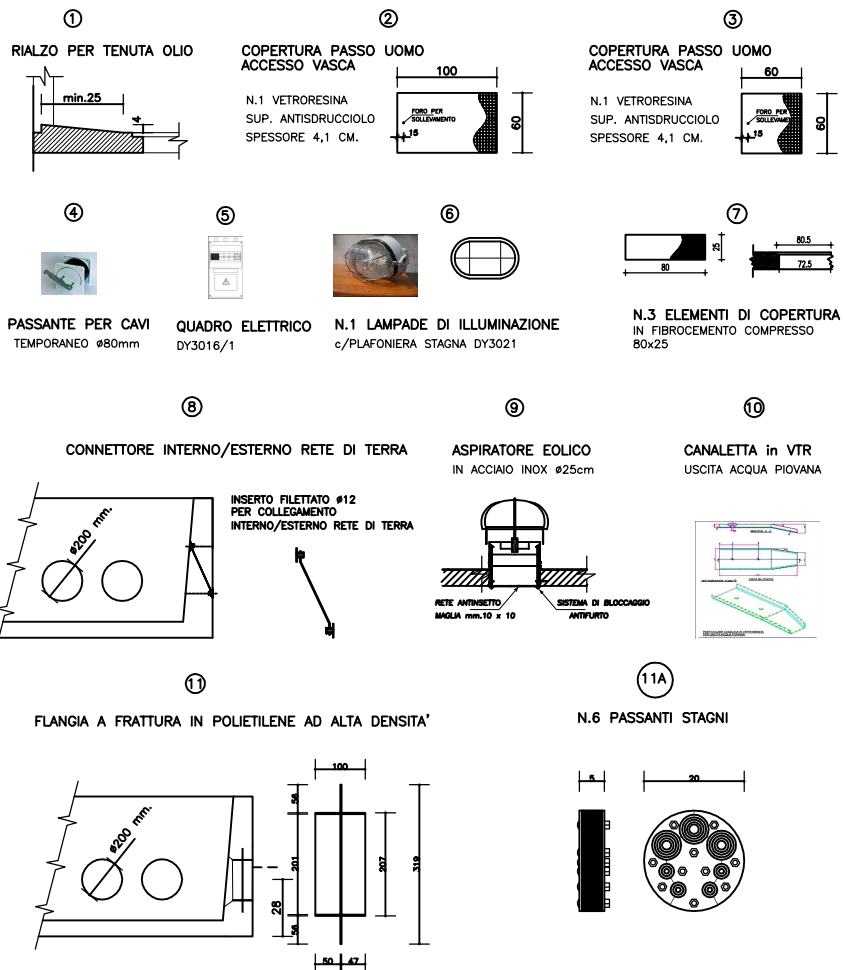 1
RIALZO PER TENUTA OLIO
min.25
4
2
COPERTURA PASSO UOMO
ACCESSO VASCA
N.1 VETRORESINA
SUP. ANTISDRUCCIOLO
SPESSORE 4,1 CM.
100
FORO PER
SOLLEVAMENTO
15
60
3
COPERTURA PASSO UOMO
ACCESSO VASCA
N.1 VETRORESINA
SUP. ANTISDRUCCIOLO
SPESSORE 4,1 CM.
60
FORO PER
SOLLEVAME
15
60
4
PASSANTE PER CAVI
TEMPORANEO ø80mm
5
QUADRO ELETTRICO
DY3016/1
6
N.1 LAMPADE DI ILLUMINAZIONE
c/PLAFONIERA STAGNA DY3021
7
25
80
80.5
72.5
N.3 ELEMENTI DI COPERTURA
IN FIBROCEMENTO COMPRESSO
80x25
8
CONNETTORE INTERNO/ESTERNO RETE DI TERRA
ø200 mm.
INSERTO FILETTATO ø12
PER COLLEGAMENTO
INTERNO/ESTERNO RETE DI TERRA
9
ASPIRATORE EOLICO
IN ACCIAIO INOX ø25cm
RETE ANTINSETTO
MAGLIA mm.10 x 10
SISTEMA DI BLOCCAGGIO
ANTIFURTO
10
CANALETTA in VTR
USCITA ACQUA PIOVANA
11
FLANGIA A FRATTURA IN POLIETILENE AD ALTA DENSITA'
ø200 mm.
28
100
56
201
56
207
319
50
47
11A
N.6 PASSANTI STAGNI
5
20